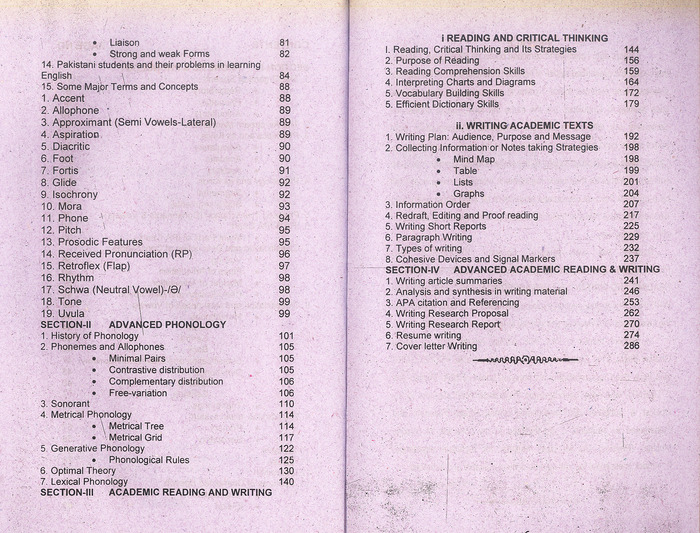 • Liaison 81
• Strong and weak Forms 82
14. Pakistani students and their problems in learning
English 84
15. Some Major Terms and Concepts 88
1. Accent 88
2. Allophone 89
3. Approximant (Semi Vowels-Lateral) 89
4. Aspiration 89
5. Diacritic 90
6. Foot 90
7. Fortis 91
8. Glide 92
9. Isochrony 92
10. Mora 93
11. Phone 94
12. Pitch 95
13. Prosodic Features 95
14. Received Pronunciation (RP) 96
15. Retroflex (Flap) 97
16. Rhythm 98
17. Schwa (Neutral Vowel)-/Ə/ 98
18. Tone 99
19. Uvula 99
SECTION-II ADVANCED PHONOLOGY
1. History of Phonology 101
2. Phonemes and Allophones 105
• Minimal Pairs 105
• Contrastive distribution 105
• Complementary distribution 106
• Free-variation 106
3. Sonorant 110
4. Metrical Phonology 114
• Metrical Tree 114
• Metrical Grid 117
5. Generative Phonology 122
• Phonological Rules 125
6. Optimal Theory 130
7. Lexical Phonology 140
SECTION-III ACADEMIC READING AND WRITING
i READING AND CRITICAL THINKING
I. Reading, Critical Thinking and Its Strategies 144
2. Purpose of Reading 156
3. Reading Comprehension Skills 159
4. Interpreting Charts and Diagrams 164
5. Vocabulary Building Skills 172
5. Efficient Dictionary Skills 179
ii. WRITING ACADEMIC TEXTS
1. Writing Plan: Audience, Purpose and Message 192
2. Collecting Information or Notes taking Strategies 198
• Mind Map 198
• Table 199
• Lists 201
• Graphs 204
3. Information Order 207
4. Redraft, Editing and Proof reading 217
5. Writing Short Reports 225
6. Paragraph Writing 229
7. Types of writing 232
8. Cohesive Devices and Signal Markers 237
SECTION-IV ADVANCED ACADEMIC READING & WRITING
1. Writing article summaries 241
2. Analysis and synthesis in writing material 246
3. APA citation and Referencing 253
4. Writing Research Proposal 262
5. Writing Research Report 270
6. Resume writing 274
7. Cover letter Writing 286